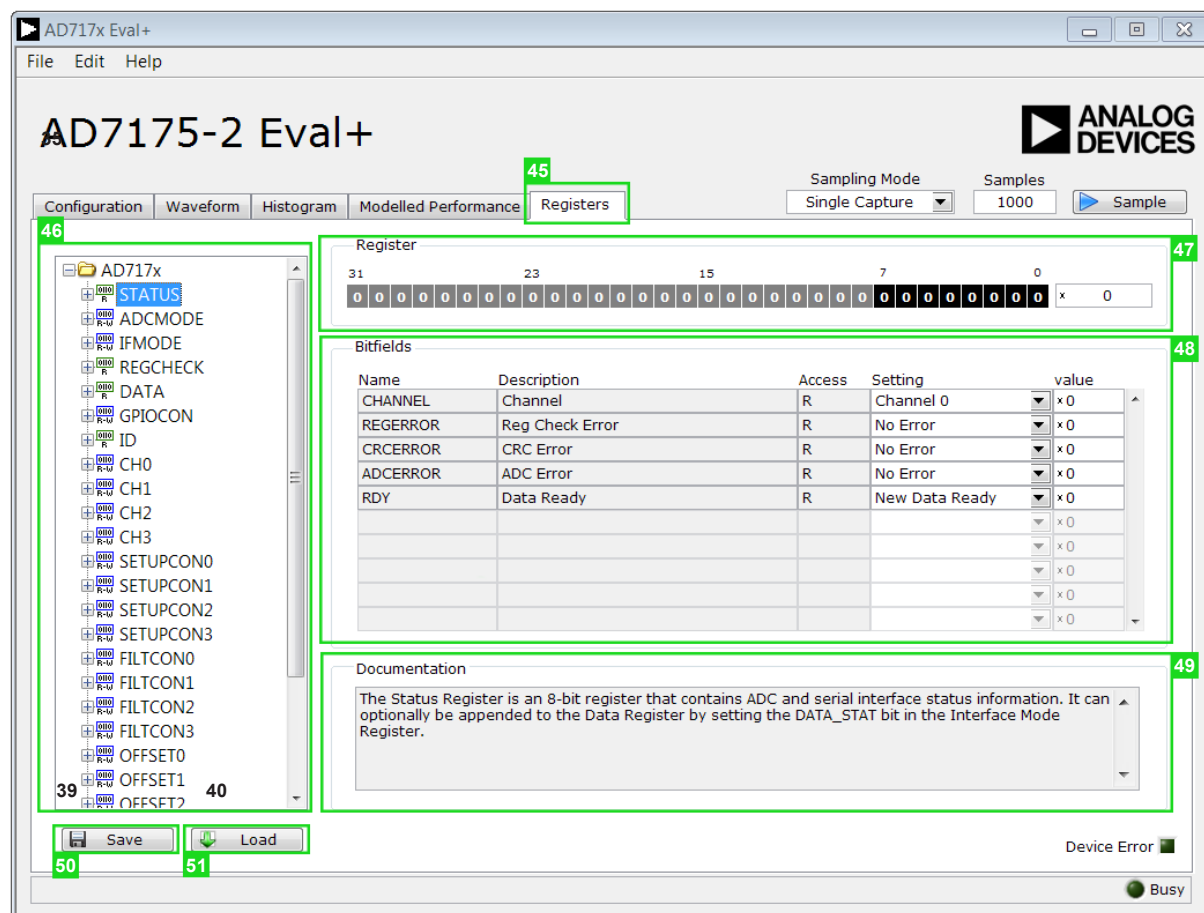 AD717x Eval+
File Edit Help
AD7175-2 Eval+
ANALOG
DEVICES
45
Sampling Mode Samples
Configuration Waveform Histogram Modelled Performance Registers Single Capture 1000 Sample
46
AD717x
STATUS
ADCMODE
IFMODE
REGCHECK
DATA
GPIOCON
ID
CH0
CH1
CH2
CH3
SETUPCON0
SETUPCON1
SETUPCON2
SETUPCON3
FILTCON0
FILTCON1
FILTCON2
FILTCON3
OFFSET0
OFFSET1
OFFSET2
39 40
Register
47
31 23 15 7 0
0 0 0 0 0 0 0 0 0 0 0 0 0 0 0 0 0 0 0 0 0 0 0 0 0 0 0 0 0 0 0 0 x 0
Bitfields
48
Name Description Access Setting value
CHANNEL Channel R Channel 0 x 0
REGERROR Reg Check Error R No Error x 0
CRCERROR CRC Error R No Error x 0
ADCERROR ADC Error R No Error x 0
RDY Data Ready R New Data Ready x 0
x 0
x 0
x 0
x 0
x 0
Documentation
49
The Status Register is an 8-bit register that contains ADC and serial interface status information. It can
optionally be appended to the Data Register by setting the DATA_STAT bit in the Interface Mode
Register.
Save Load
50 51
Device Error
Busy